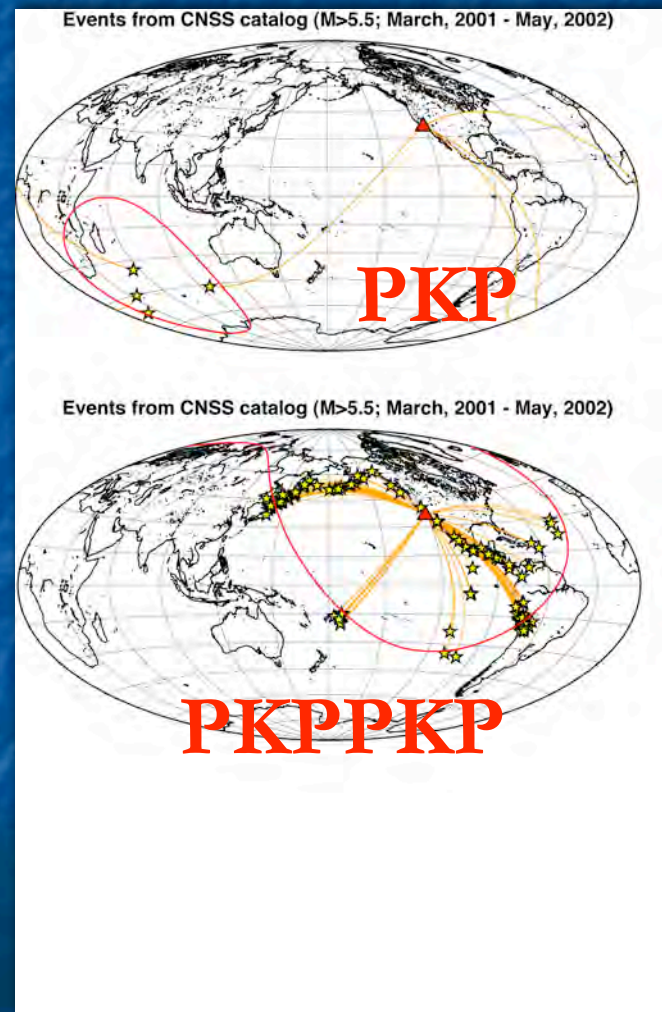 Events from CNSS catalog (M>5.5; March, 2001 - May, 2002)
PKP
Events from CNSS catalog (M>5.5; March, 2001 - May, 2002)
PKPPKP